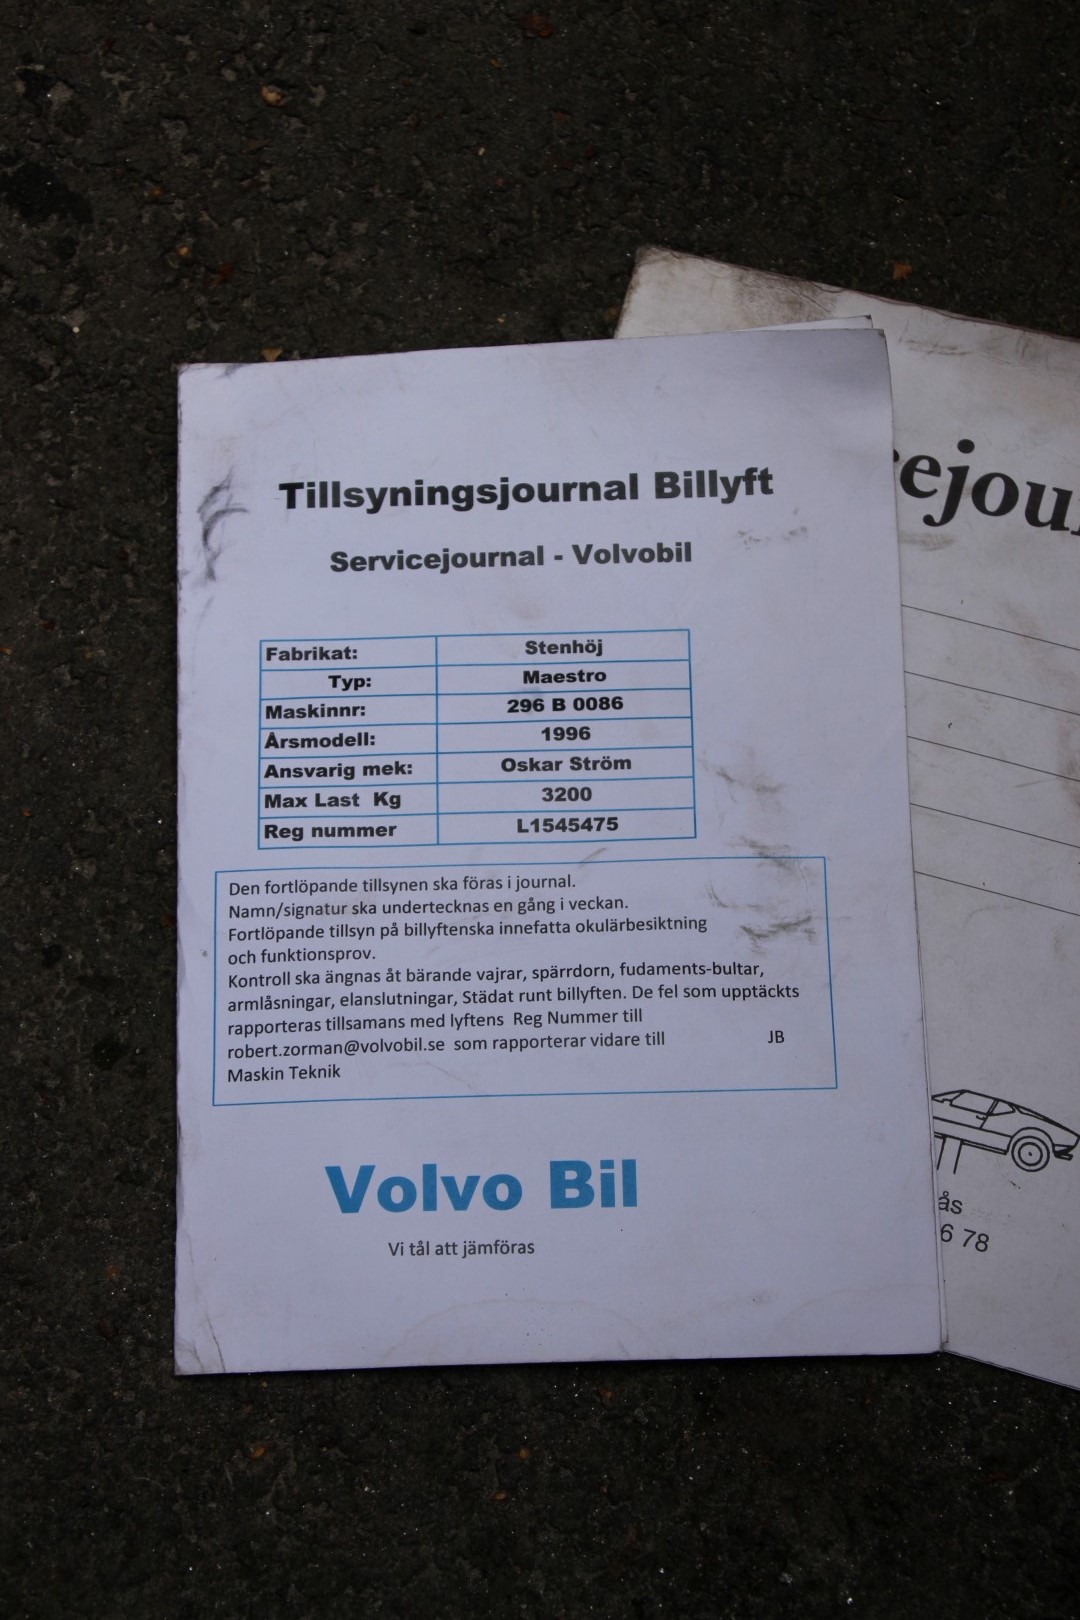 Tillsyningsjournal Billyft
Servicejournal - Volvobil
Fabrikat: Stenhöj
Typ: Maestro
Maskinnr: 296 B 0086
Årsmodell: 1996
Ansvarig mek: Oskar Ström
Max Last Kg 3200
Reg nummer L1545475
Den fortlöpande tillsynen ska föras i journal.
Namn/signatur ska undertecknas en gång i veckan.
Fortlöpande tillsyn på billyftenska innefatta okulärbesiktning
och funktionsprov.
Kontroll ska ängnas åt bärande vajrar, spärrdorn, fudaments-bultar,
armlåsningar, elanslutningar, Städat runt billyften. De fel som upptäckts
rapporteras tillsamans med lyftens Reg Nummer till
robert.zorman@volvobil.se som rapporterar vidare till JB
Maskin Teknik
Volvo Bil
Vi tål att jämföras
ejou
ås
6 78